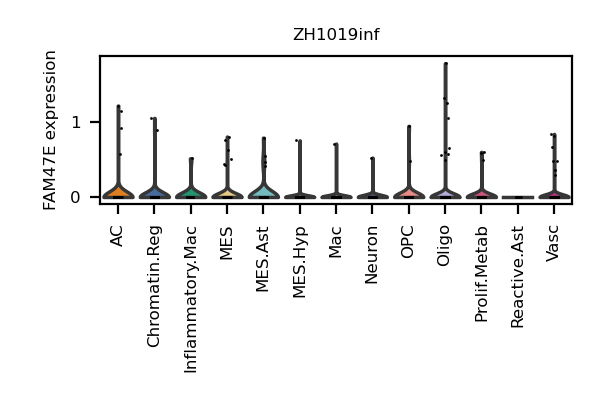 ZH1019inf
FAM47E expression
1
0
AC
Chromatin.Reg
Inflammatory.Mac
MES
MES.Ast
MES.Hyp
Mac
Neuron
OPC
Oligo
Prolif.Metab
Reactive.Ast
Vasc